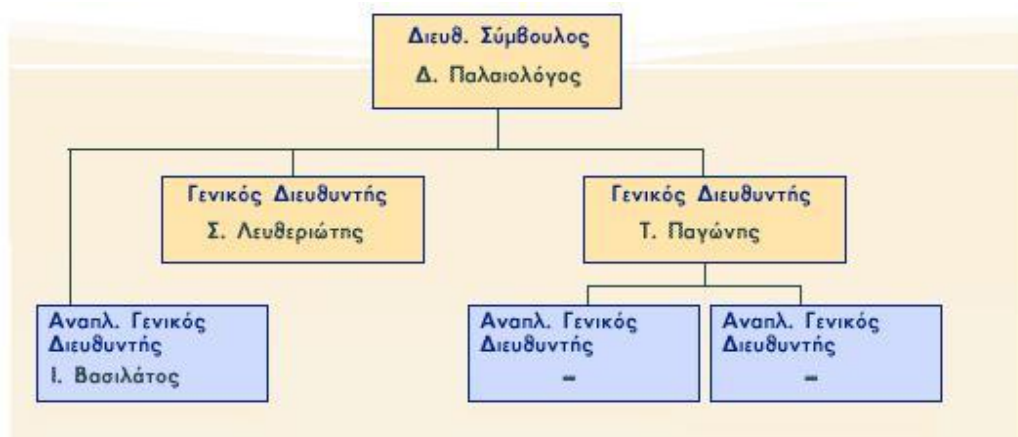 Διευθ. Σύμβουλος
Δ. Παλαιολόγος
Γενικός Διευθυντής
Σ. Λευθεριώτης
Γενικός Διευθυντής
Τ. Παγώνης
Αναπλ. Γενικός
Διευθυντής
Ι. Βασιλάτος
Αναπλ. Γενικός
Διευθυντής
–
Αναπλ. Γενικός
Διευθυντής
–